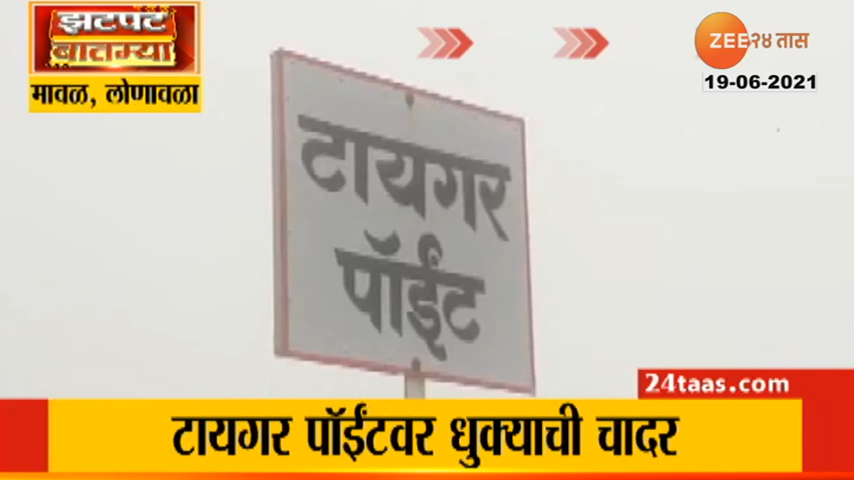 झटपट
बातम्या
मावळ, लोणावळा
ZEE २४ तास
19-06-2021
टायगर
पॉईंट
24taas.com
टायगर पॉईंटवर धुक्याची चादर